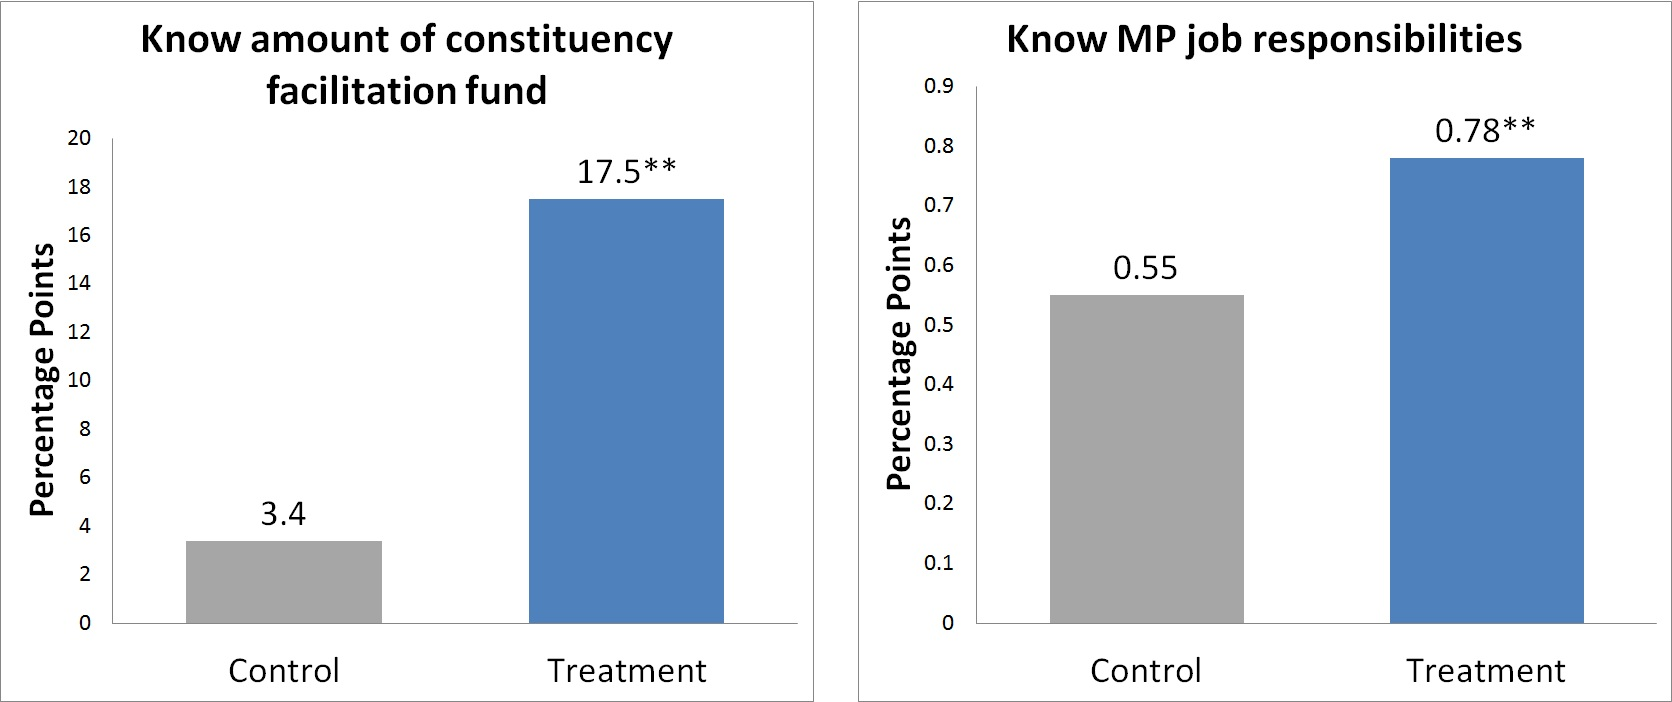 Know amount of constituency
facilitation fund
Percentage Points
20
18
16
14
12
10
8
6
4
2
0
3.4
17.5**
Control
Treatment
Know MP job responsibilities
Percentage Points
0.9
0.8
0.7
0.6
0.5
0.4
0.3
0.2
0.1
0
0.55
0.78**
Control
Treatment